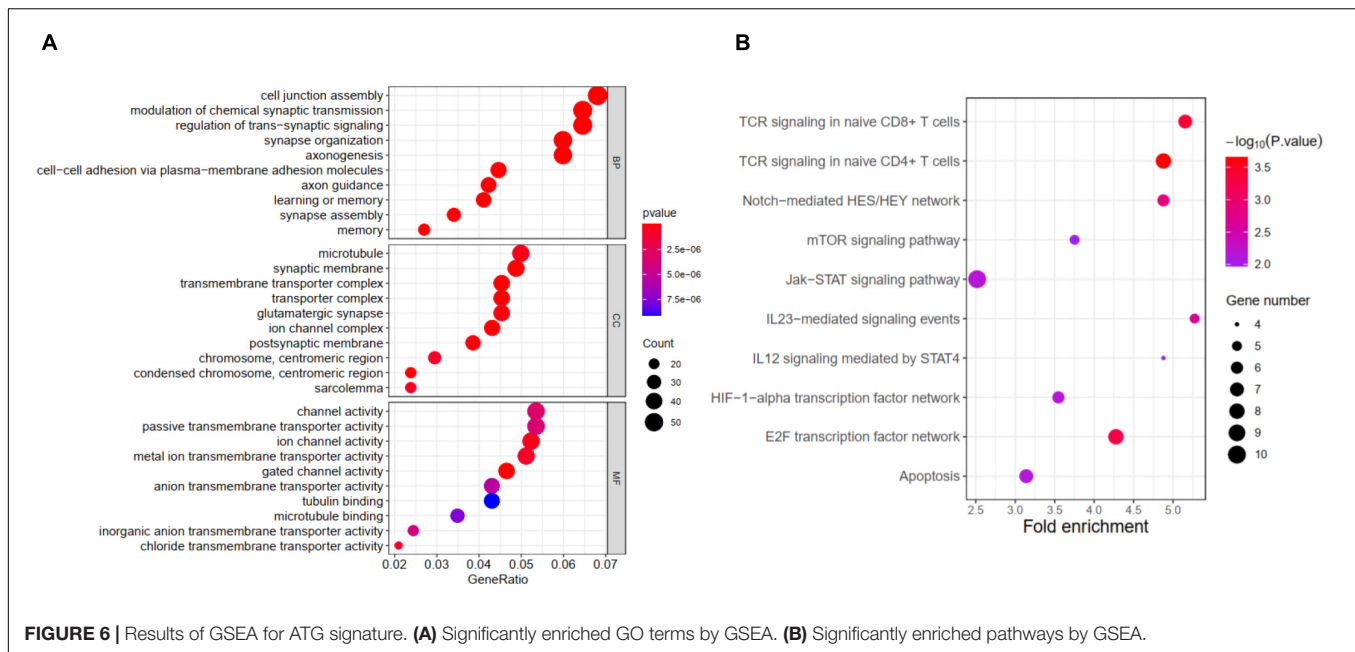 A
B
cell junction assembly
modulation of chemical synaptic transmission
regulation of trans−synaptic signaling
synapse organization
axonogenesis
cell−cell adhesion via plasma−membrane adhesion molecules
axon guidance
learning or memory
synapse assembly
memory
BP
microtubule
synaptic membrane
transmembrane transporter complex
transporter complex
glutamatergic synapse
ion channel complex
postsynaptic membrane
chromosome, centromeric region
condensed chromosome, centromeric region
sarcolemma
CC
channel activity
passive transmembrane transporter activity
ion channel activity
metal ion transmembrane transporter activity
gated channel activity
anion transmembrane transporter activity
tubulin binding
microtubule binding
inorganic anion transmembrane transporter activity
chloride transmembrane transporter activity
MF
0.02 0.03 0.04 0.05 0.06 0.07
GeneRatio
pvalue
2.5e−06
5.0e−06
7.5e−06
Count
20
30
40
50
TCR signaling in naive CD8+ T cells
TCR signaling in naive CD4+ T cells
Notch−mediated HES/HEY network
mTOR signaling pathway
Jak−STAT signaling pathway
IL23−mediated signaling events
IL12 signaling mediated by STAT4
HIF−1−alpha transcription factor network
E2F transcription factor network
Apoptosis
2.5 3.0 3.5 4.0 4.5 5.0
Fold enrichment
−log10(P.value)
3.5
3.0
2.5
2.0
Gene number
4
5
6
7
8
9
10
FIGURE 6 | Results of GSEA for ATG signature. (A) Significantly enriched GO terms by GSEA. (B) Significantly enriched pathways by GSEA.